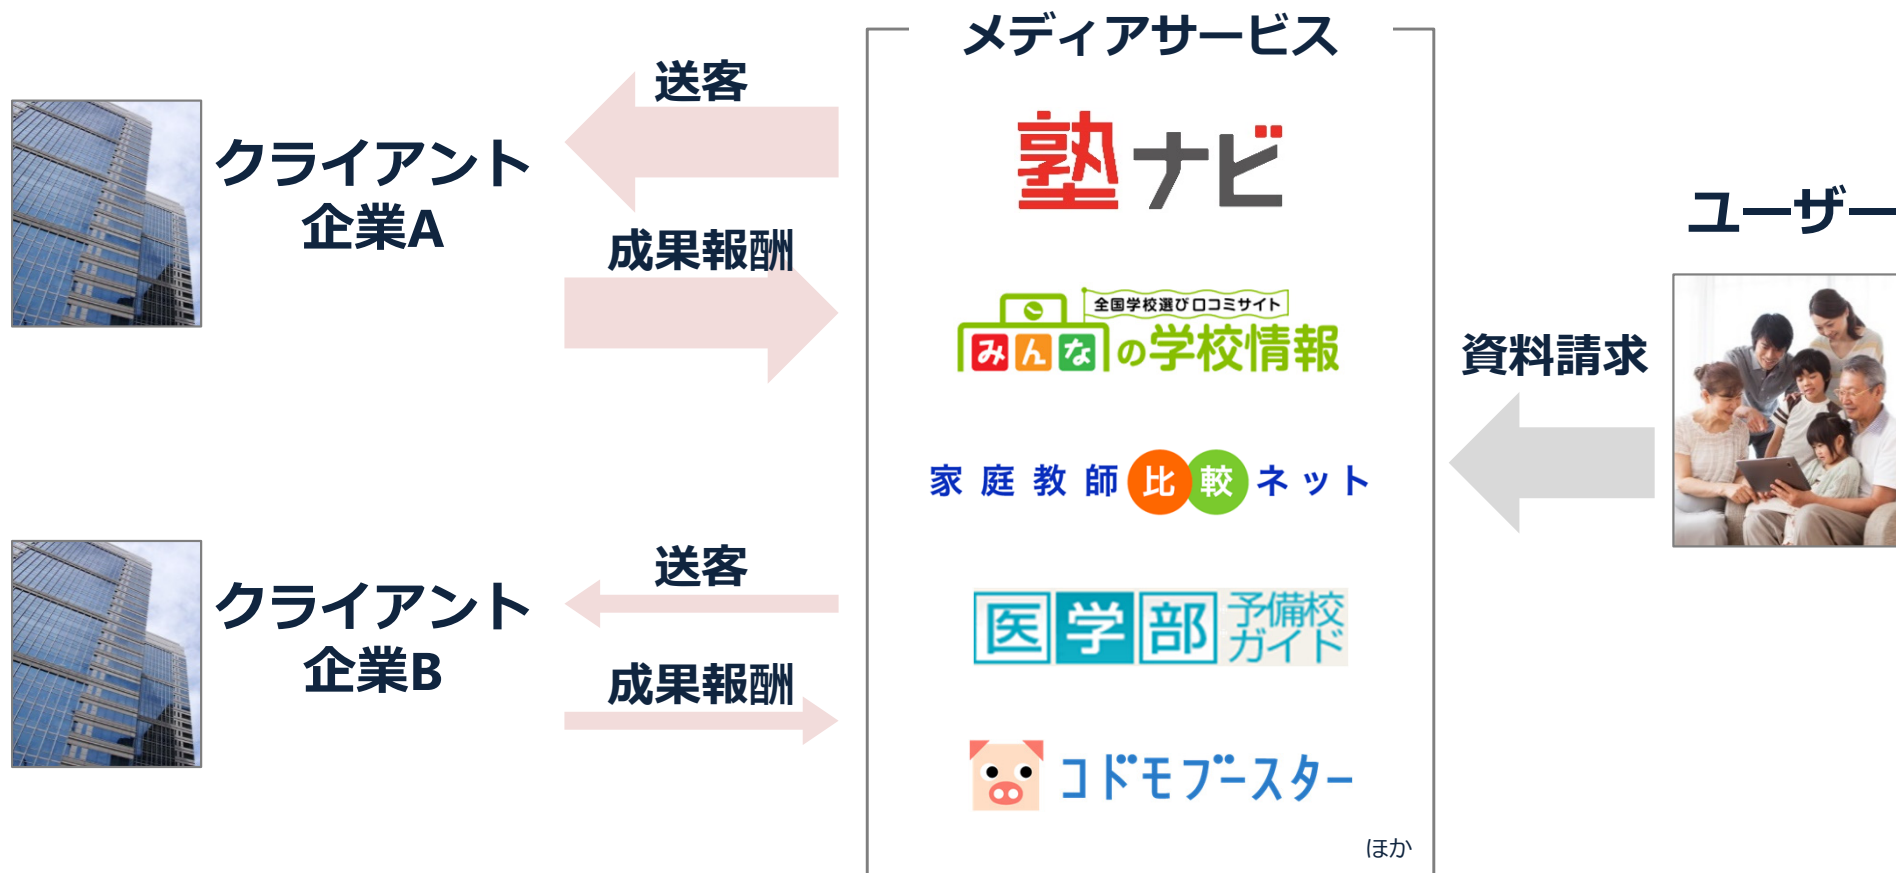 メディアサービス
送客
クライアント
企業A
成果報酬
塾ナビ
全国学校選び口コミサイト
みんなの学校情報
家庭教師比較ネット
医学部予備校
ガイド
コドモブースター
ほか
送客
クライアント
企業B
成果報酬
ユーザー
資料請求